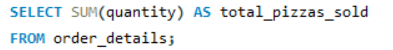 SELECT SUM(quantity) AS total_pizzas_sold
FROM order_details;